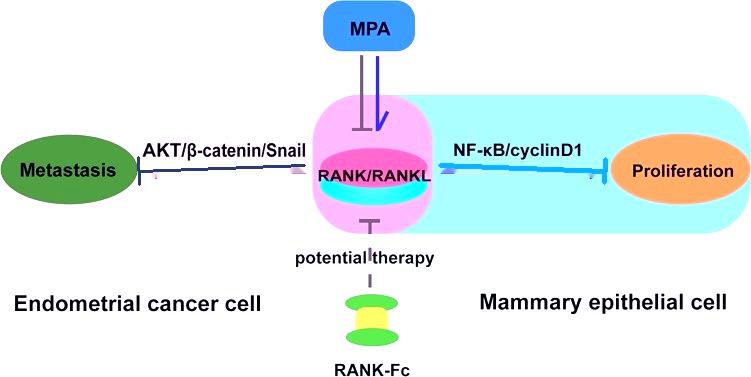 MPA
AKT/β-catenin/Snail
NF-κB/cyclinD1
Metastasis
RANK/RANKL
Proliferation
potential therapy
Endometrial cancer cell
Mammary epithelial cell
RANK-Fc